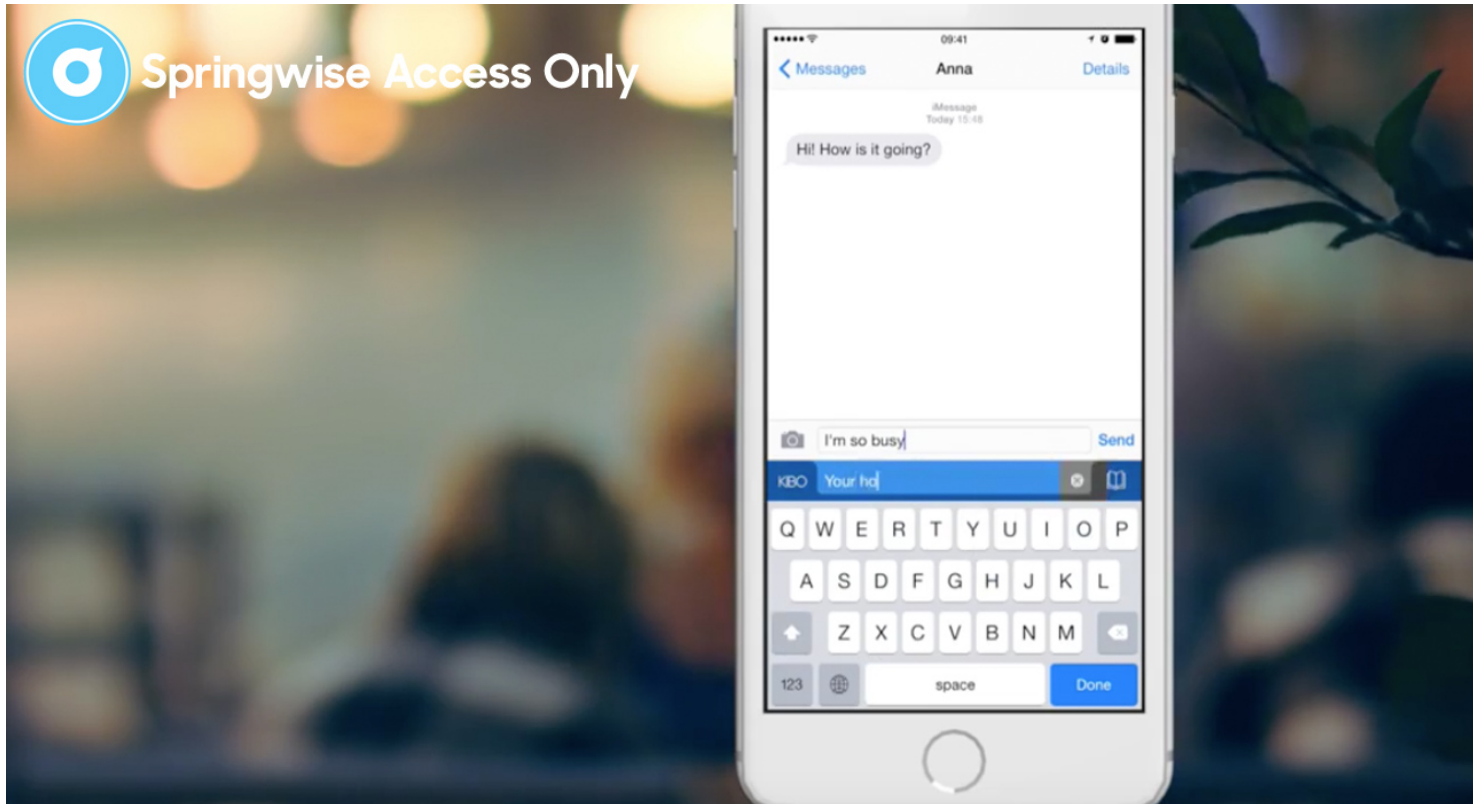 Springwise Access Only
09:41
Messages Anna Details
iMessage
Today 15:48
Hi! How is it going?
I'm so busy Send
KIBO Your ho
Q W E R T Y U I O P
A S D F G H J K L
Z X C V B N M
123 space Done